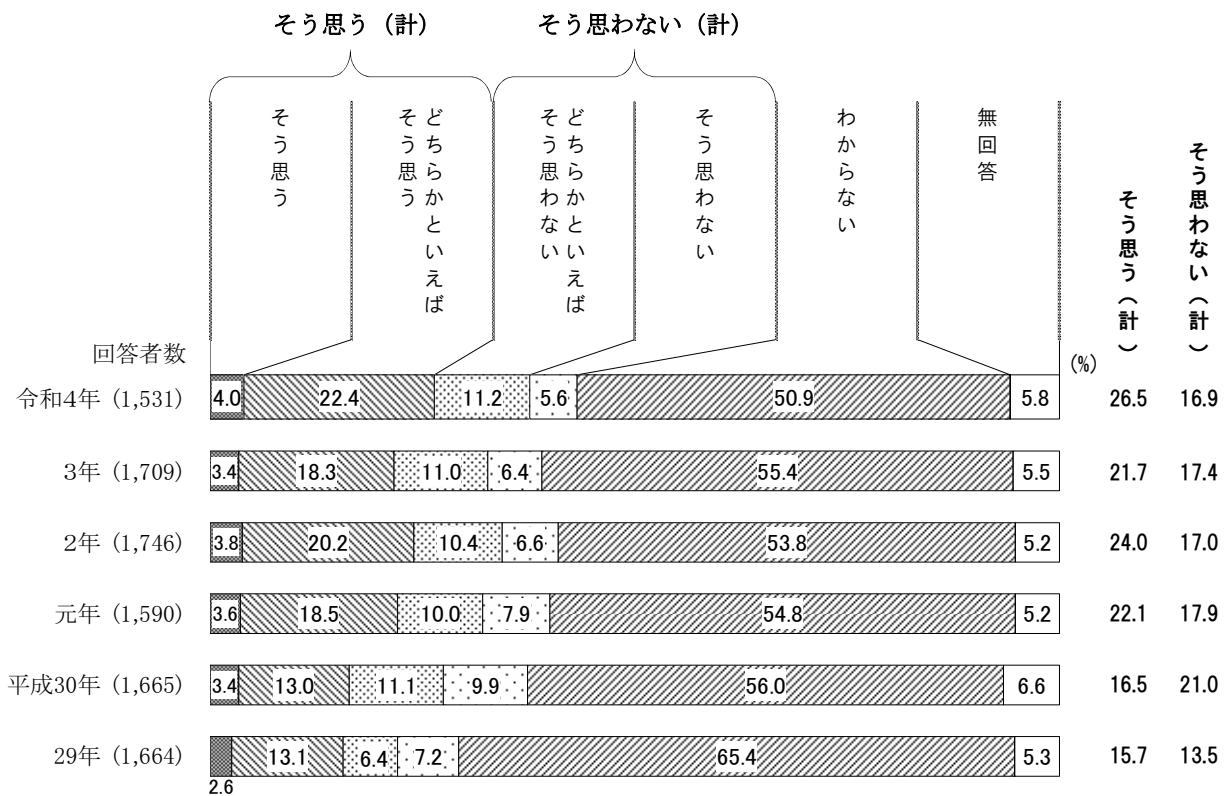 そう思う（計） そう思わない（計）
そう思う
どちらかといえば
そう思う
どちらかといえば
そう思わない
そう思わない
わからない
無回答
そう思う（計）
そう思わない（計）
回答者数
(%)
令和4年 (1,531) 4.0 22.4 11.2 5.6 50.9 5.8 26.5 16.9
3年 (1,709) 3.4 18.3 11.0 6.4 55.4 5.5 21.7 17.4
2年 (1,746) 3.8 20.2 10.4 6.6 53.8 5.2 24.0 17.0
元年 (1,590) 3.6 18.5 10.0 7.9 54.8 5.2 22.1 17.9
平成30年 (1,665) 3.4 13.0 11.1 9.9 56.0 6.6 16.5 21.0
29年 (1,664) 13.1 6.4 7.2 65.4 5.3 15.7 13.5
2.6